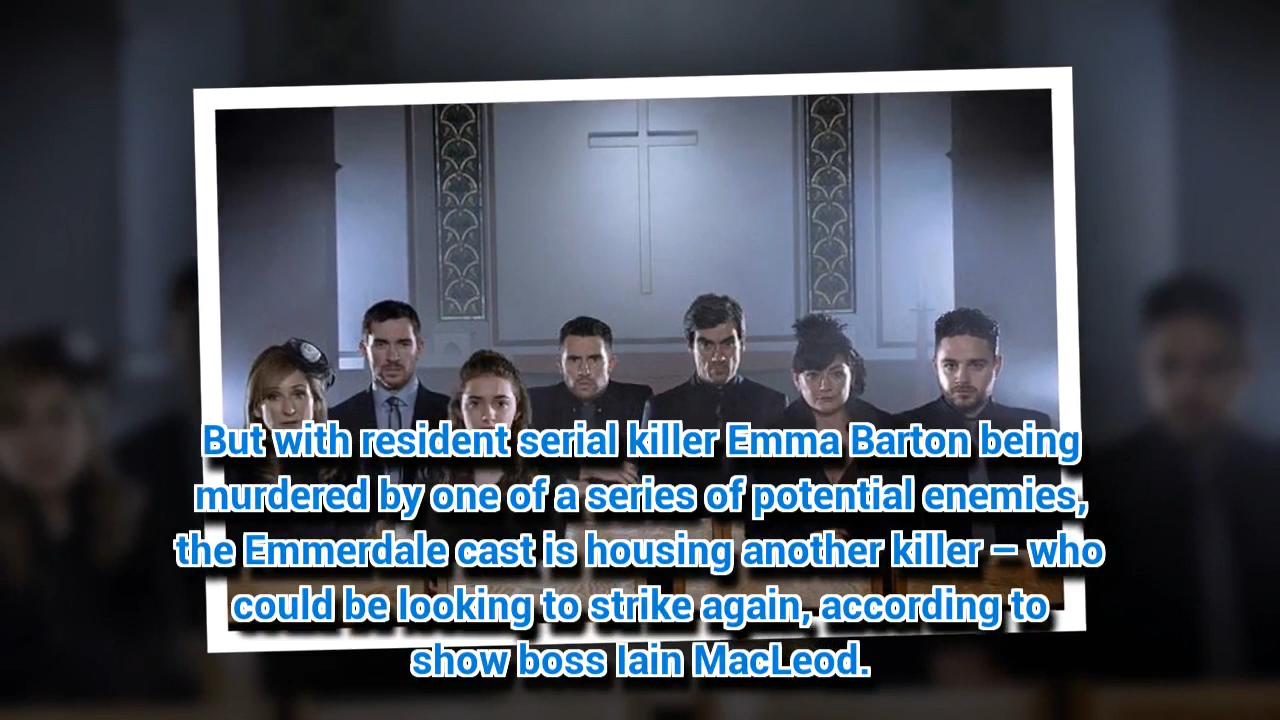 But with resident serial killer Emma Barton being
murdered by one of a series of potential enemies,
the Emmerdale cast is housing another killer – who
could be looking to strike again, according to
show boss Iain MacLeod.